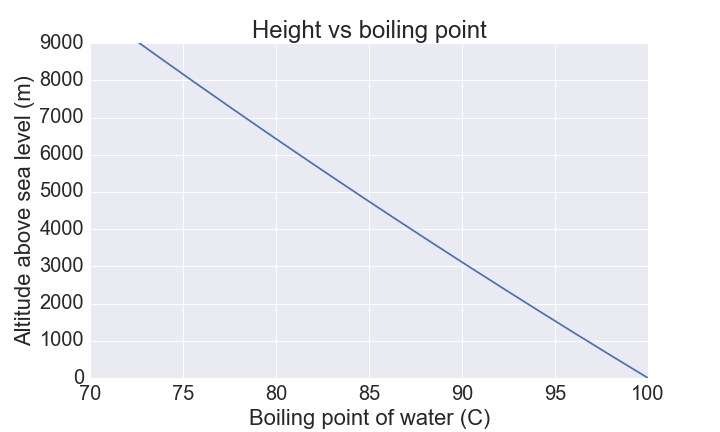 Height vs boiling point
Altitude above sea level (m)
9000
8000
7000
6000
5000
4000
3000
2000
1000
0
70 75 80 85 90 95 100
Boiling point of water (C)